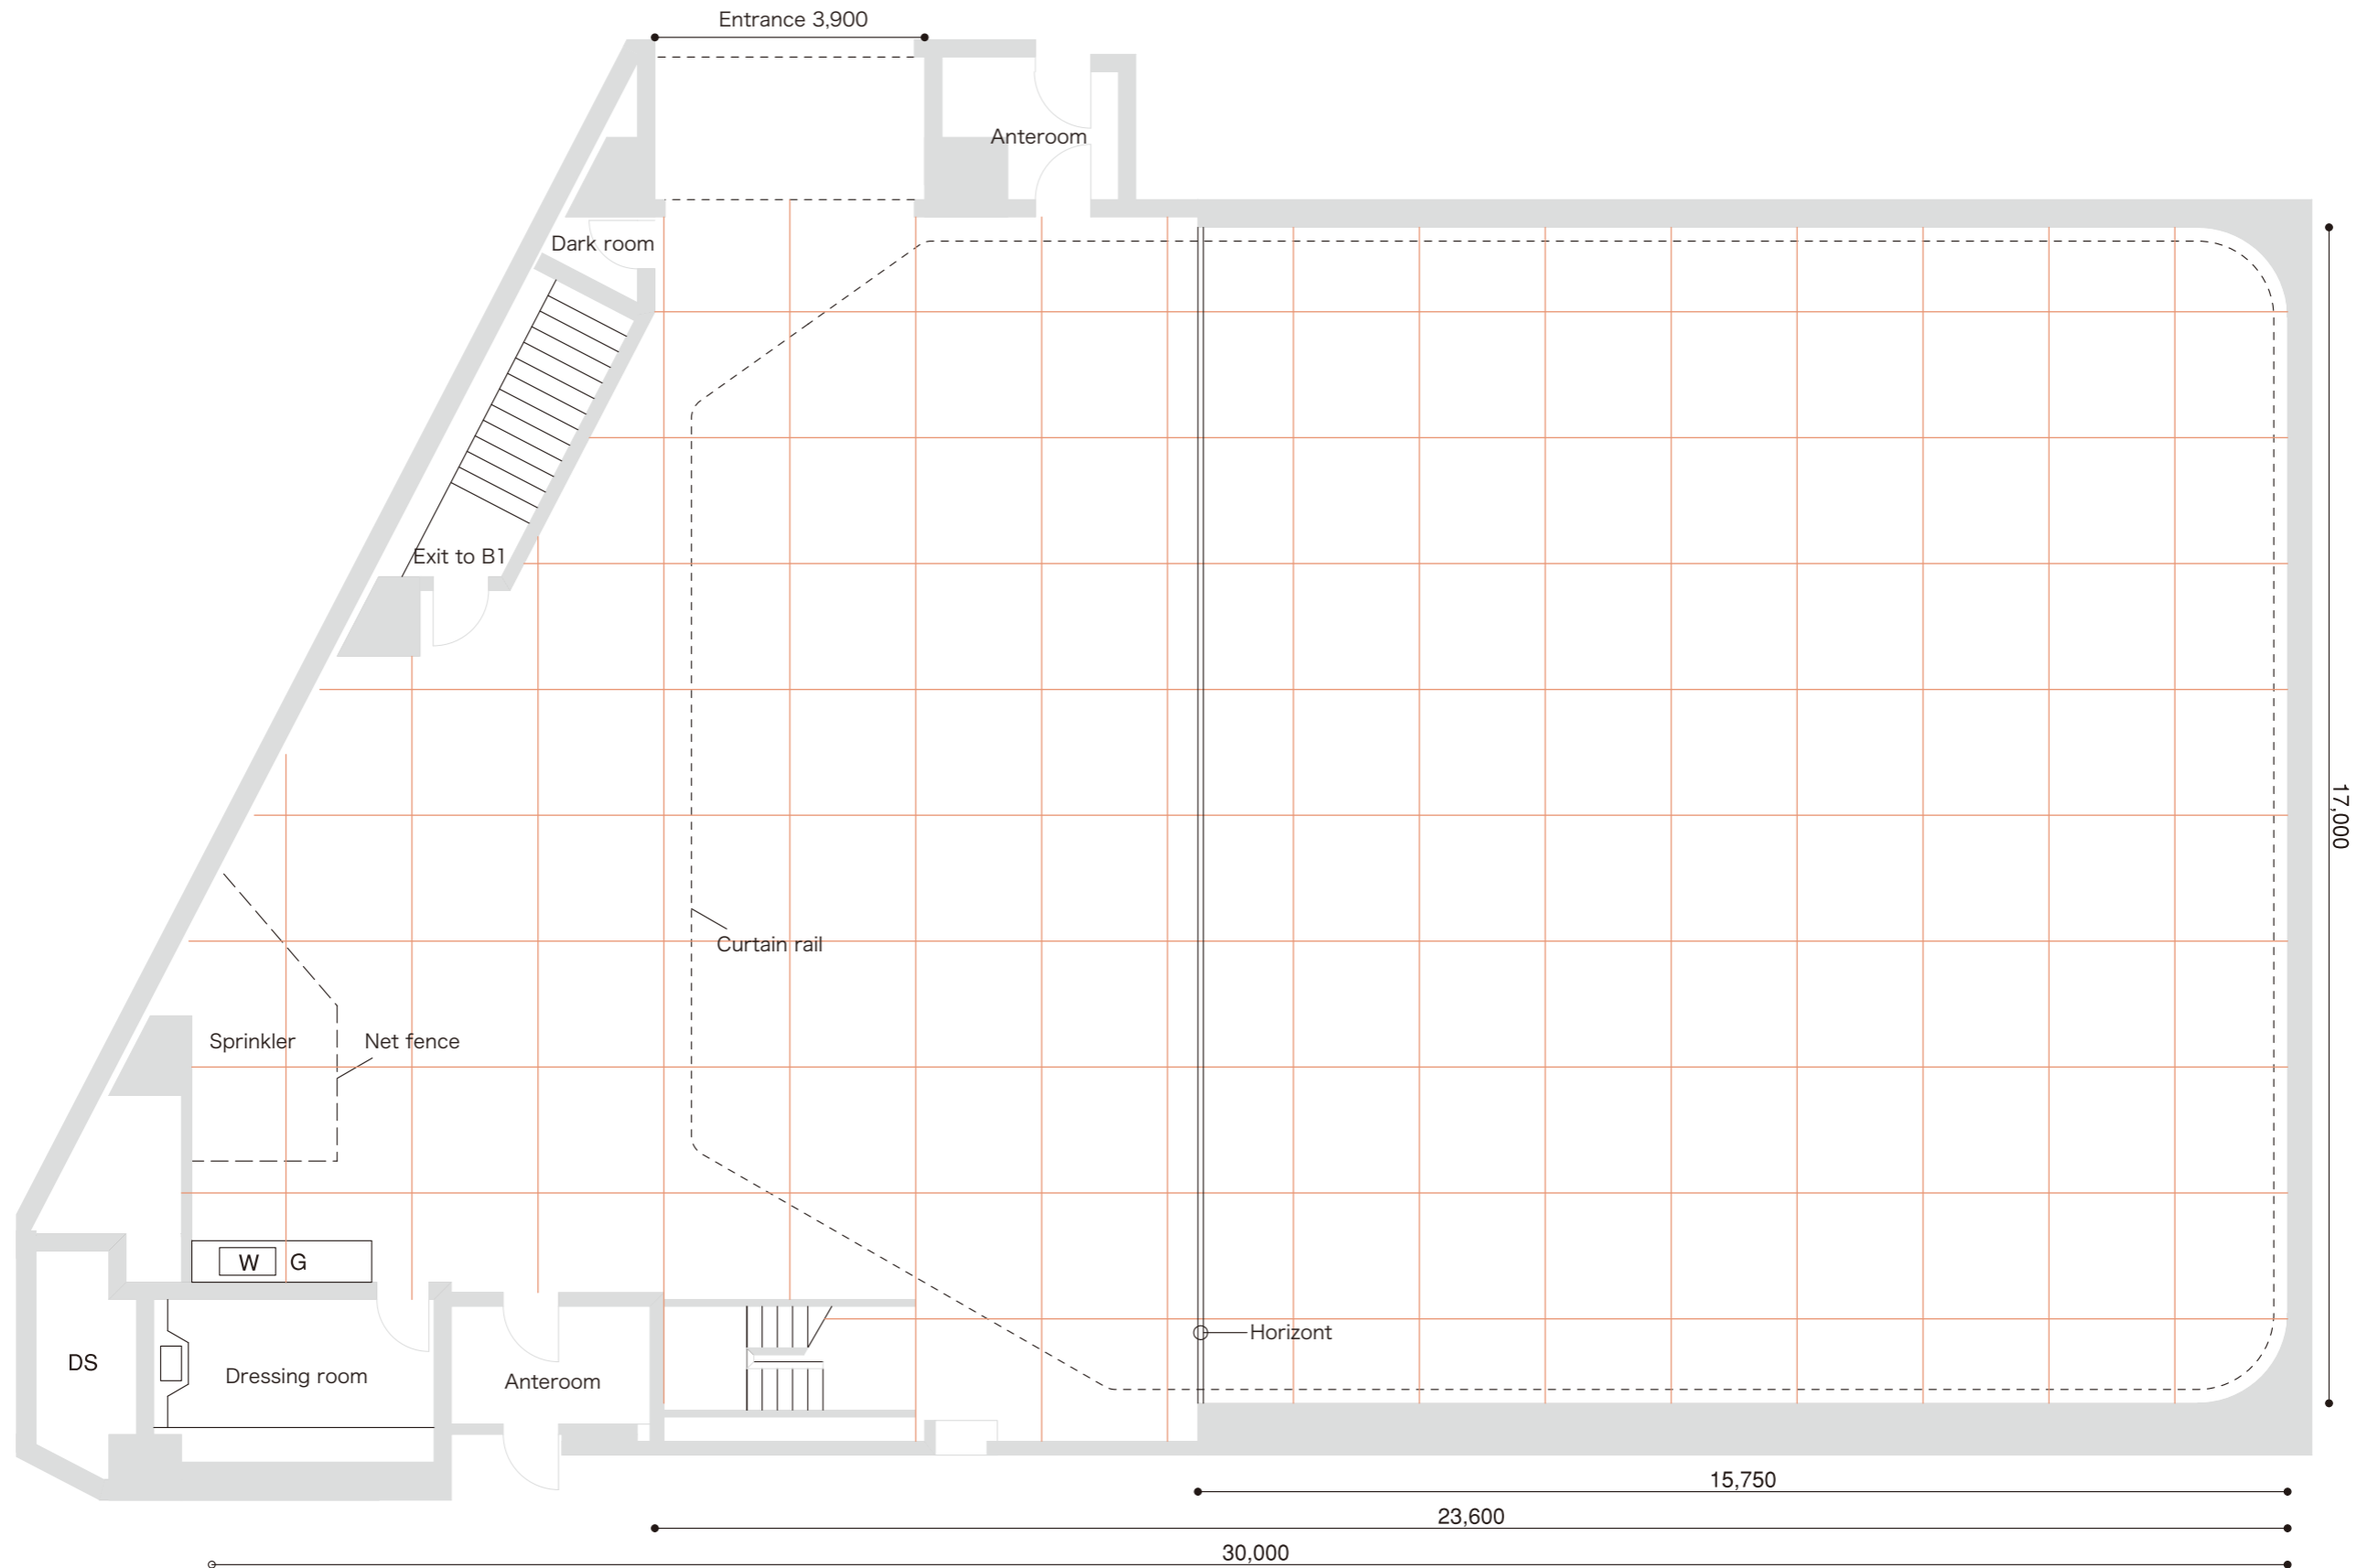 Entrance 3,900
Anteroom
Dark room
Exit to B1
17,000
Curtain rail
Sprinkler
Net fence
W
G
Horizont
DS
Dressing room
Anteroom
15,750
23,600
30,000